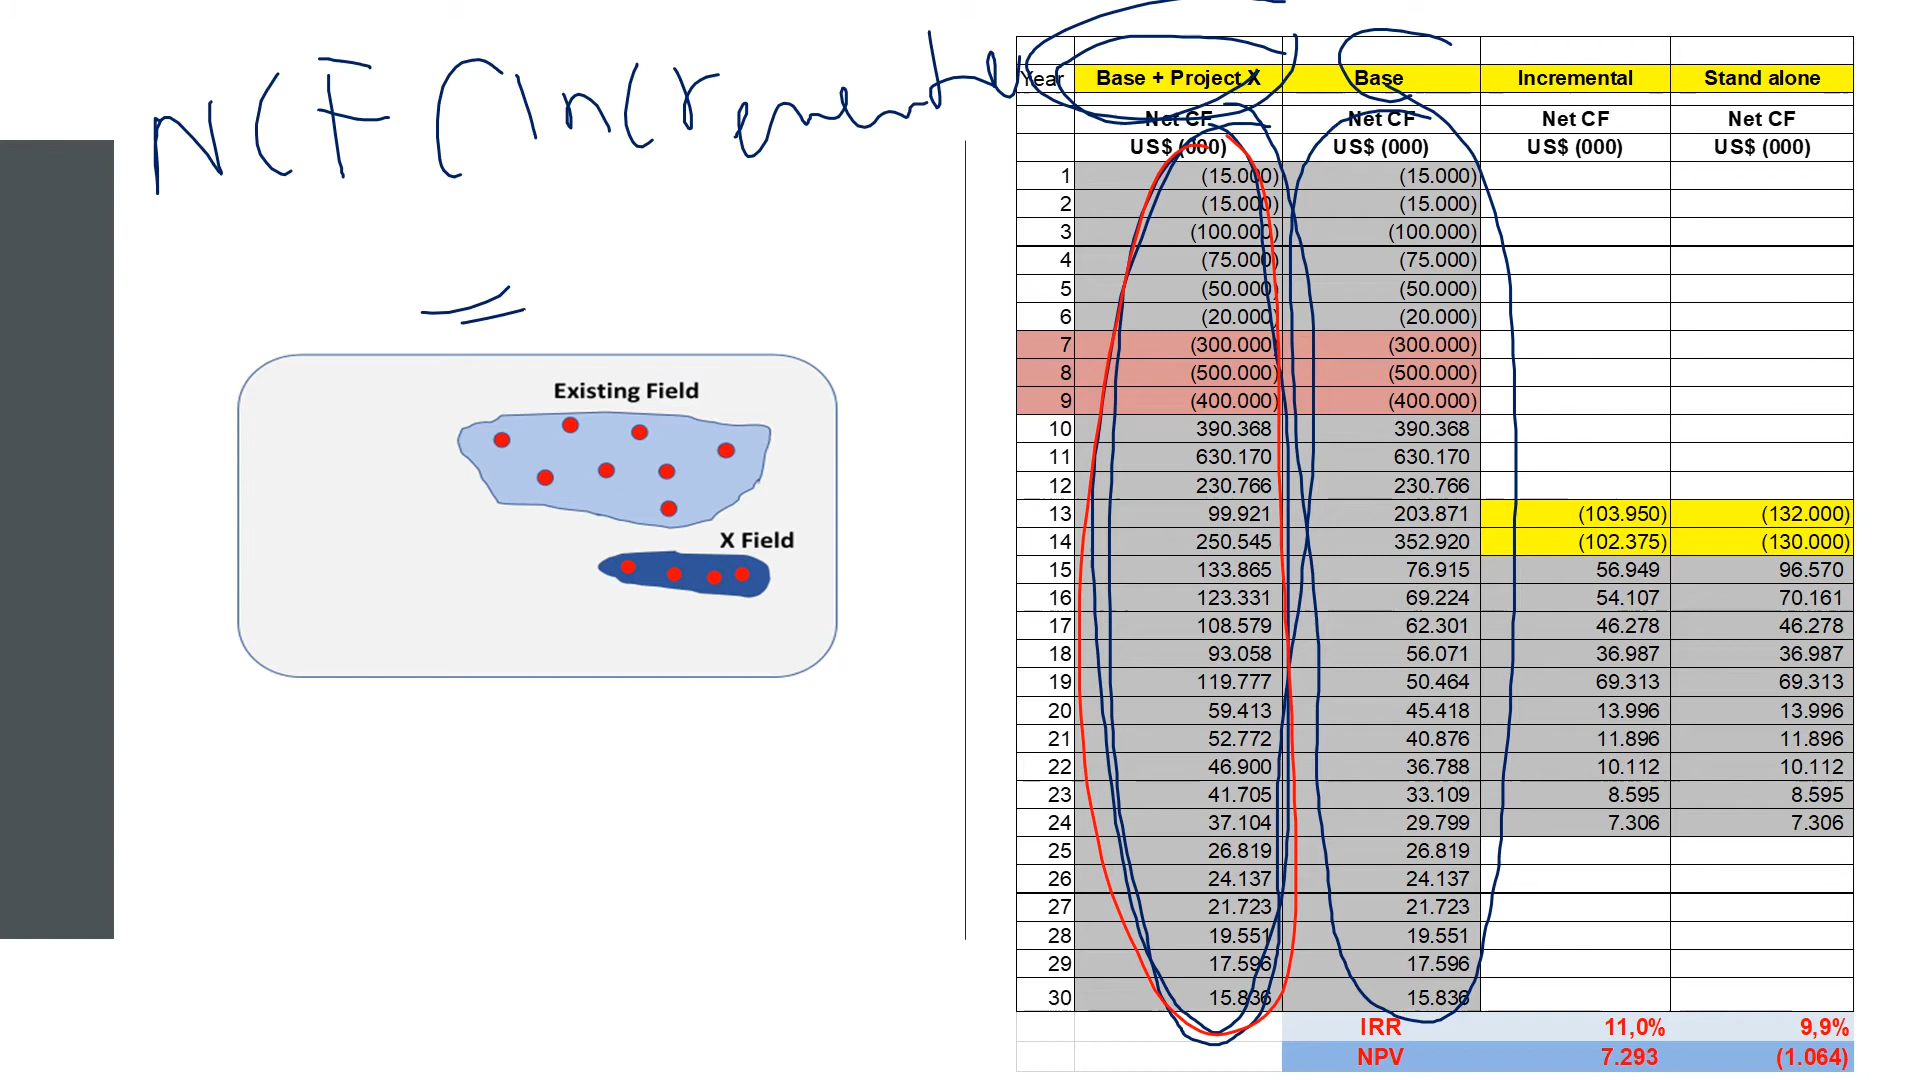 NCF (Incremental
=
Existing Field
X Field
Year Base + Project X Base Incremental Stand alone
Net CF Net CF Net CF Net CF
US$ (000) US$ (000) US$ (000) US$ (000)
1 (15.000) (15.000)
2 (15.000) (15.000)
3 (100.000) (100.000)
4 (75.000) (75.000)
5 (50.000) (50.000)
6 (20.000) (20.000)
7 (300.000) (300.000)
8 (500.000) (500.000)
9 (400.000) (400.000)
10 390.368 390.368
11 630.170 630.170
12 230.766 230.766
13 99.921 203.871 (103.950) (132.000)
14 250.545 352.920 (102.375) (130.000)
15 133.865 76.915 56.949 96.570
16 123.331 69.224 54.107 70.161
17 108.579 62.301 46.278 46.278
18 93.058 56.071 36.987 36.987
19 119.777 50.464 69.313 69.313
20 59.413 45.418 13.996 13.996
21 52.772 40.876 11.896 11.896
22 46.900 36.788 10.112 10.112
23 41.705 33.109 8.595 8.595
24 37.104 29.799 7.306 7.306
25 26.819 26.819
26 24.137 24.137
27 21.723 21.723
28 19.551 19.551
29 17.596 17.596
30 15.836 15.836
IRR 11,0% 9,9%
NPV 7.293 (1.064)